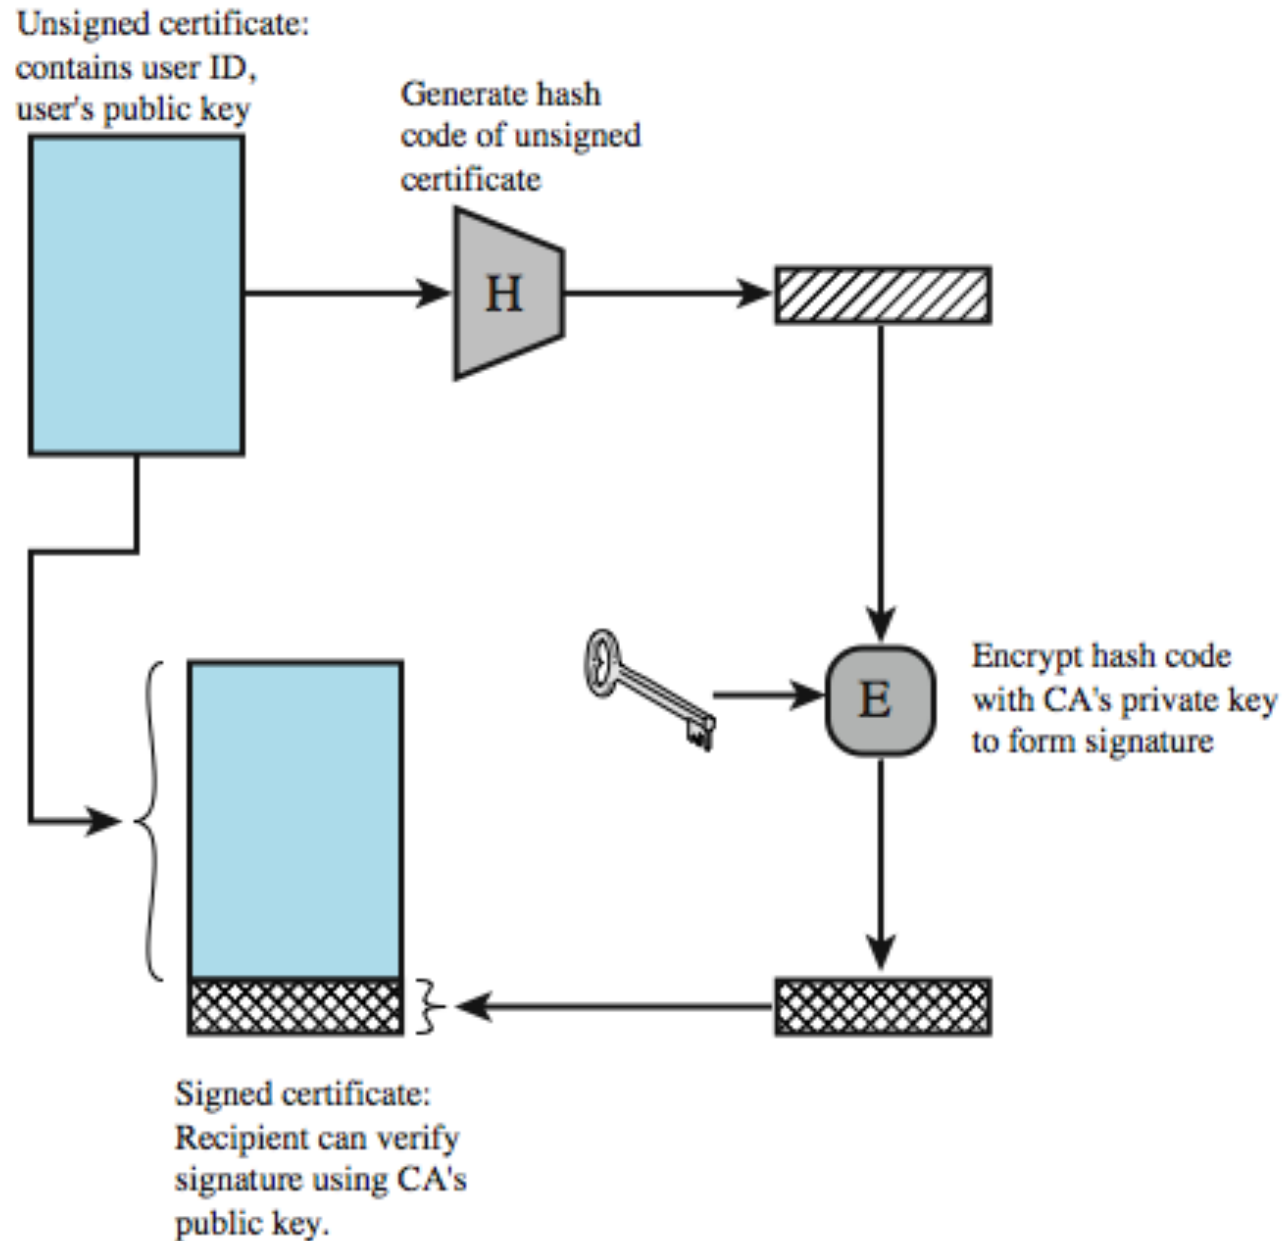 Unsigned certificate:
contains user ID,
user's public key
Generate hash
code of unsigned
certificate
H
E
Encrypt hash code
with CA's private key
to form signature
Signed certificate:
Recipient can verify
signature using CA's
public key.